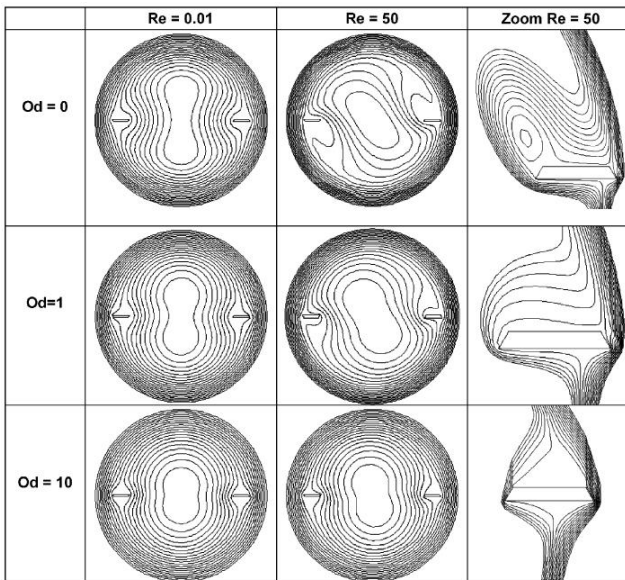 Re = 0.01 Re = 50 Zoom Re = 50
Od = 0
Od=1
Od = 10